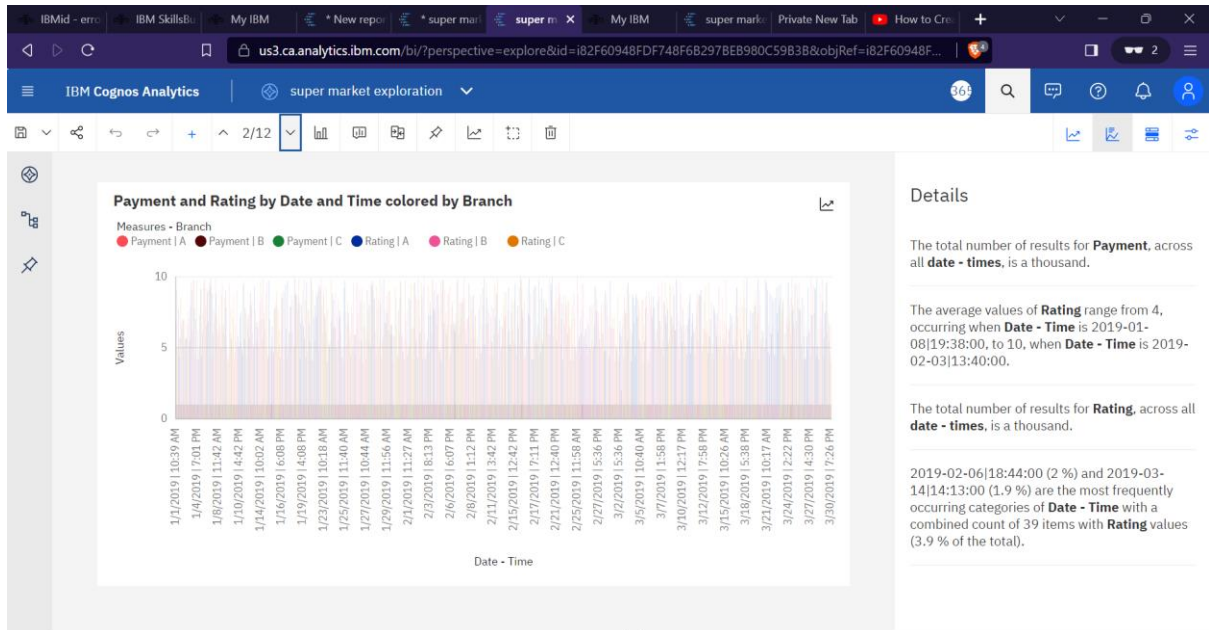 IBMid - erro
IBM SkillsBu
My IBM
* New repor
* super mar
super m
My IBM
super marke
Private New Tab
How to Cre
us3.ca.analytics.ibm.com/bi/?perspective=explore&id=i82F60948FDF748F6B297BEB980C59B3B&objRef=i82F60948F...
4
2
IBM Cognos Analytics
super market exploration
365
2/12
Payment and Rating by Date and Time colored by Branch
Measures - Branch
Payment | A Payment | B Payment | C Rating | A Rating | B Rating | C
10
5
0
Values
1/1/2019 | 10:39 AM
1/4/2019 | 7:01 PM
1/8/2019 | 11:42 AM
1/10/2019 | 4:42 PM
1/14/2019 | 10:02 AM
1/16/2019 | 6:08 PM
1/19/2019 | 4:08 PM
1/23/2019 | 10:18 AM
1/25/2019 | 11:40 AM
1/27/2019 | 10:44 AM
1/29/2019 | 11:56 AM
2/1/2019 | 11:27 AM
2/3/2019 | 8:13 PM
2/6/2019 | 6:07 PM
2/8/2019 | 1:12 PM
2/11/2019 | 3:42 PM
2/15/2019 | 12:42 PM
2/17/2019 | 7:11 PM
2/21/2019 | 12:40 PM
2/25/2019 | 11:58 AM
2/27/2019 | 5:36 PM
3/2/2019 | 5:36 PM
3/5/2019 | 10:40 AM
3/7/2019 | 1:58 PM
3/10/2019 | 12:17 PM
3/12/2019 | 7:58 PM
3/15/2019 | 10:26 AM
3/18/2019 | 5:38 PM
3/21/2019 | 10:17 AM
3/24/2019 | 2:22 PM
3/27/2019 | 4:30 PM
3/30/2019 | 7:26 PM
Date - Time
Details
The total number of results for Payment, across
all date - times, is a thousand.
The average values of Rating range from 4,
occurring when Date - Time is 2019-01-
08|19:38:00, to 10, when Date - Time is 2019-
02-03|13:40:00.
The total number of results for Rating, across all
date - times, is a thousand.
2019-02-06|18:44:00 (2 %) and 2019-03-
14|14:13:00 (1.9 %) are the most frequently
occurring categories of Date - Time with a
combined count of 39 items with Rating values
(3.9 % of the total).